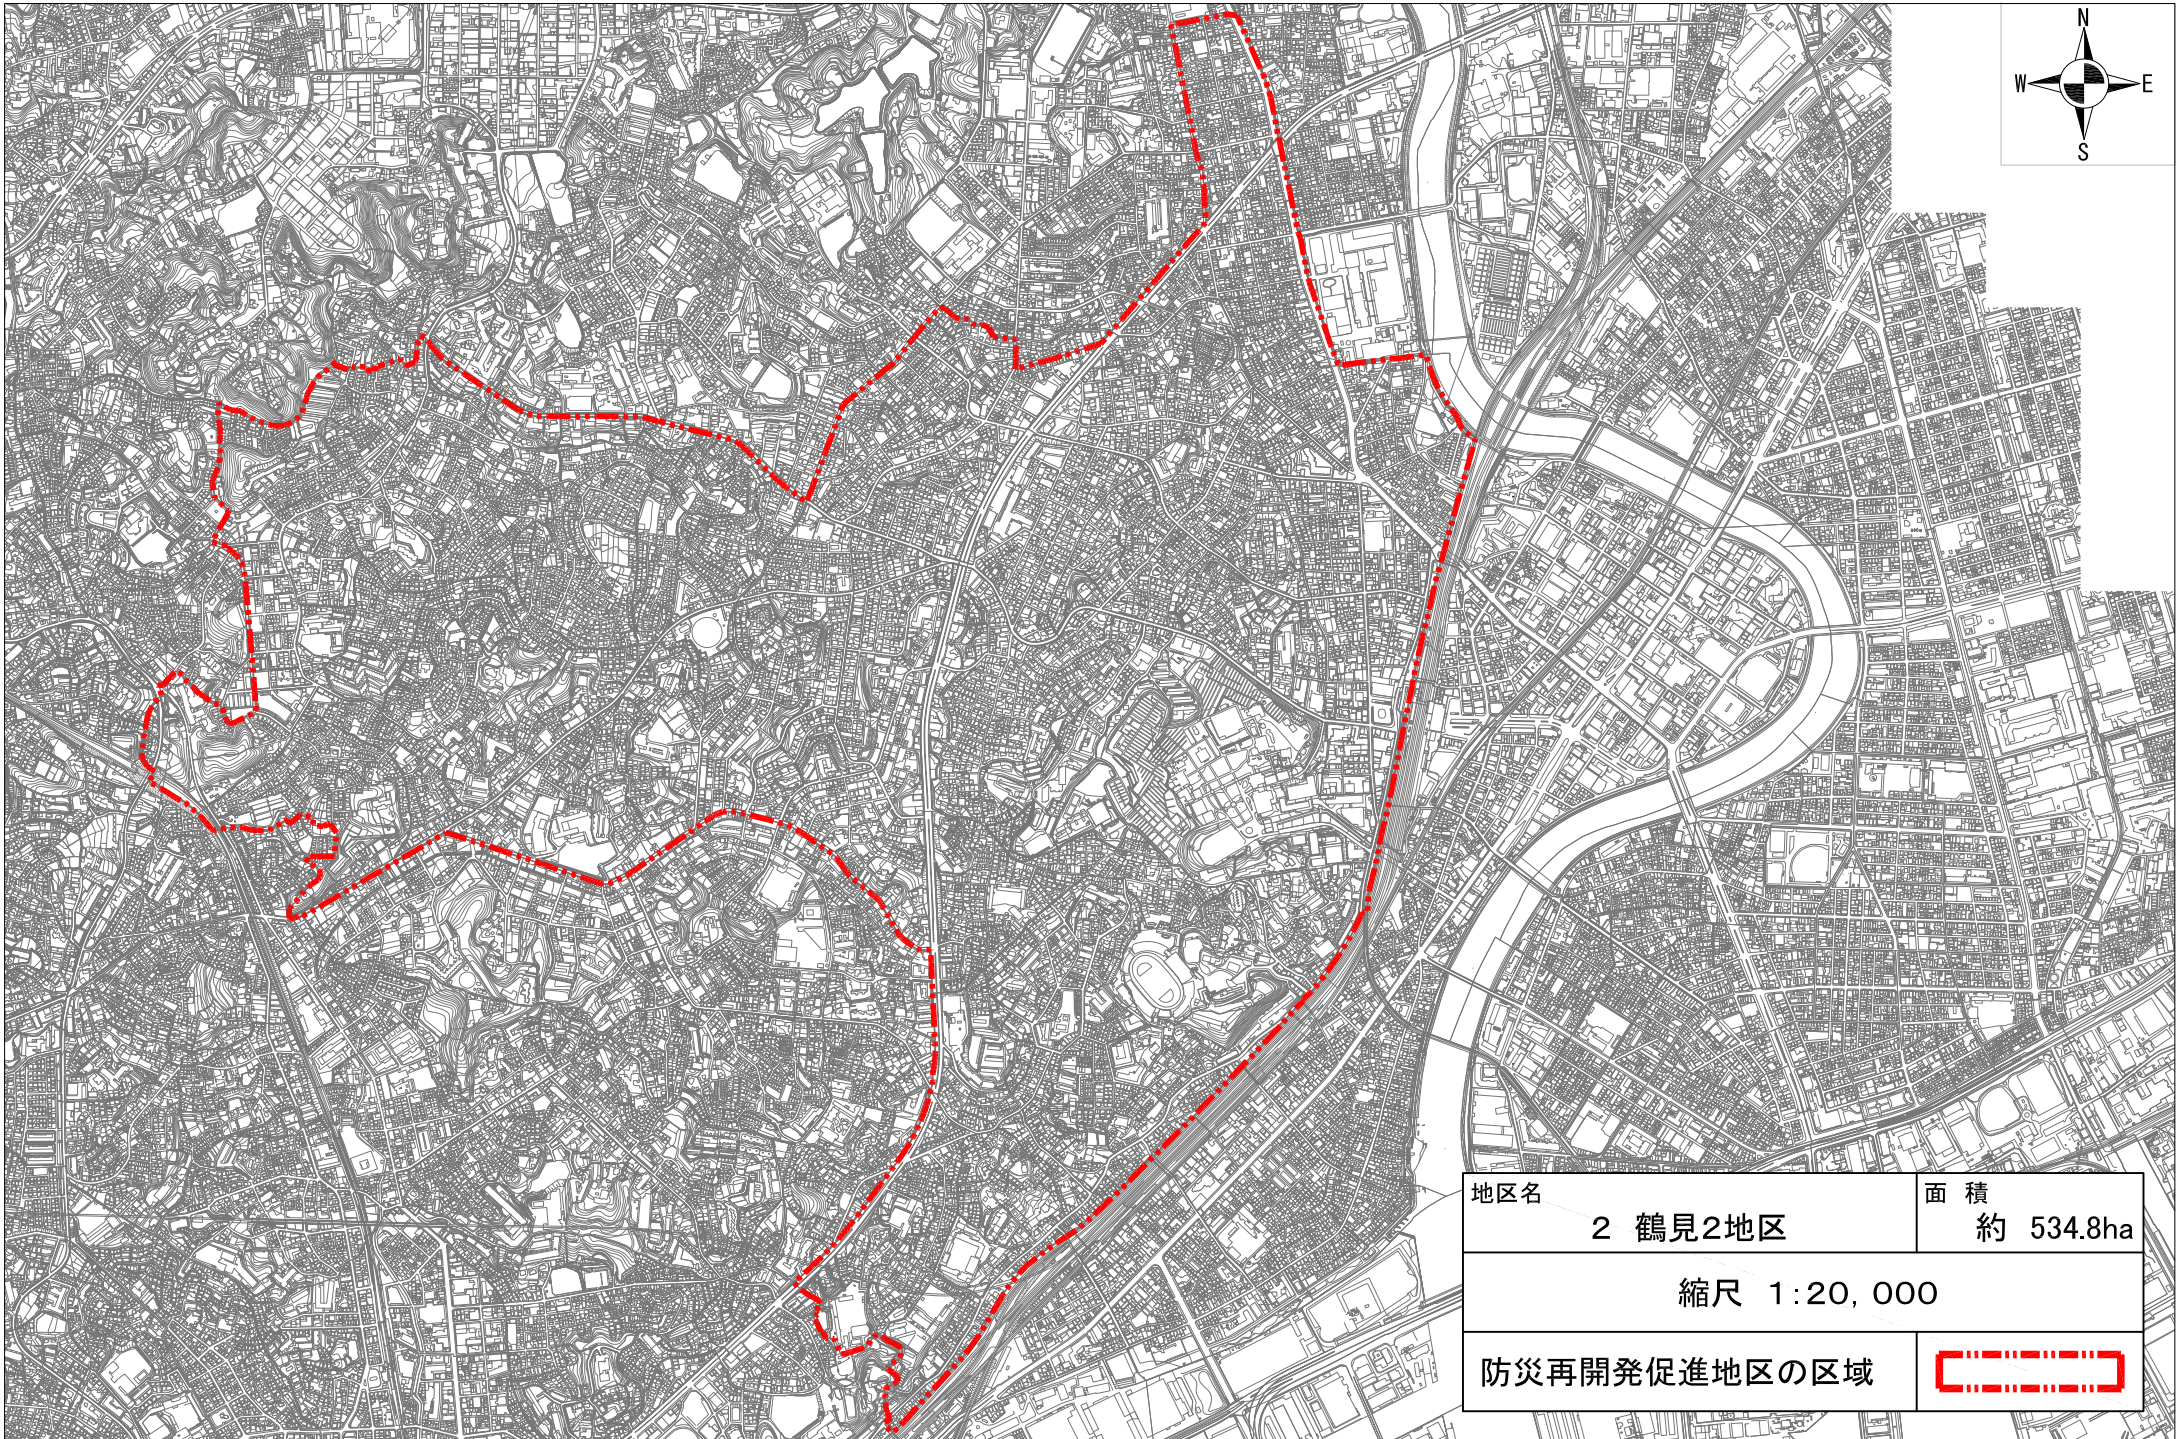 N
W E
S
地区名
2 鶴見2地区
面 積
約 534.8ha
縮尺 1:20,000
防災再開発促進地区の区域